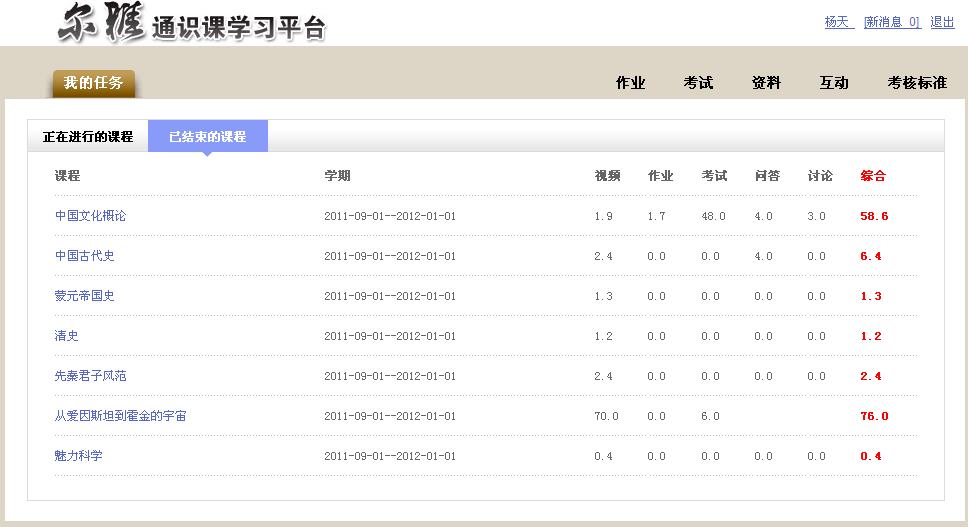 尔雅 通识课学习平台
杨天 [新消息 0] 退出
我的任务 作业 考试 资料 互动 考核标准
正在进行的课程 已结束的课程
课程 学期 视频 作业 考试 问答 讨论 综合
中国文化概论 2011-09-01--2012-01-01 1.9 1.7 48.0 4.0 3.0 58.6
中国古代史 2011-09-01--2012-01-01 2.4 0.0 0.0 4.0 0.0 6.4
蒙元帝国史 2011-09-01--2012-01-01 1.3 0.0 0.0 0.0 0.0 1.3
清史 2011-09-01--2012-01-01 1.2 0.0 0.0 0.0 0.0 1.2
先秦君子风范 2011-09-01--2012-01-01 2.4 0.0 0.0 0.0 0.0 2.4
从爱因斯坦到霍金的宇宙 2011-09-01--2012-01-01 70.0 0.0 6.0 76.0
魅力科学 2011-09-01--2012-01-01 0.4 0.0 0.0 0.0 0.0 0.4